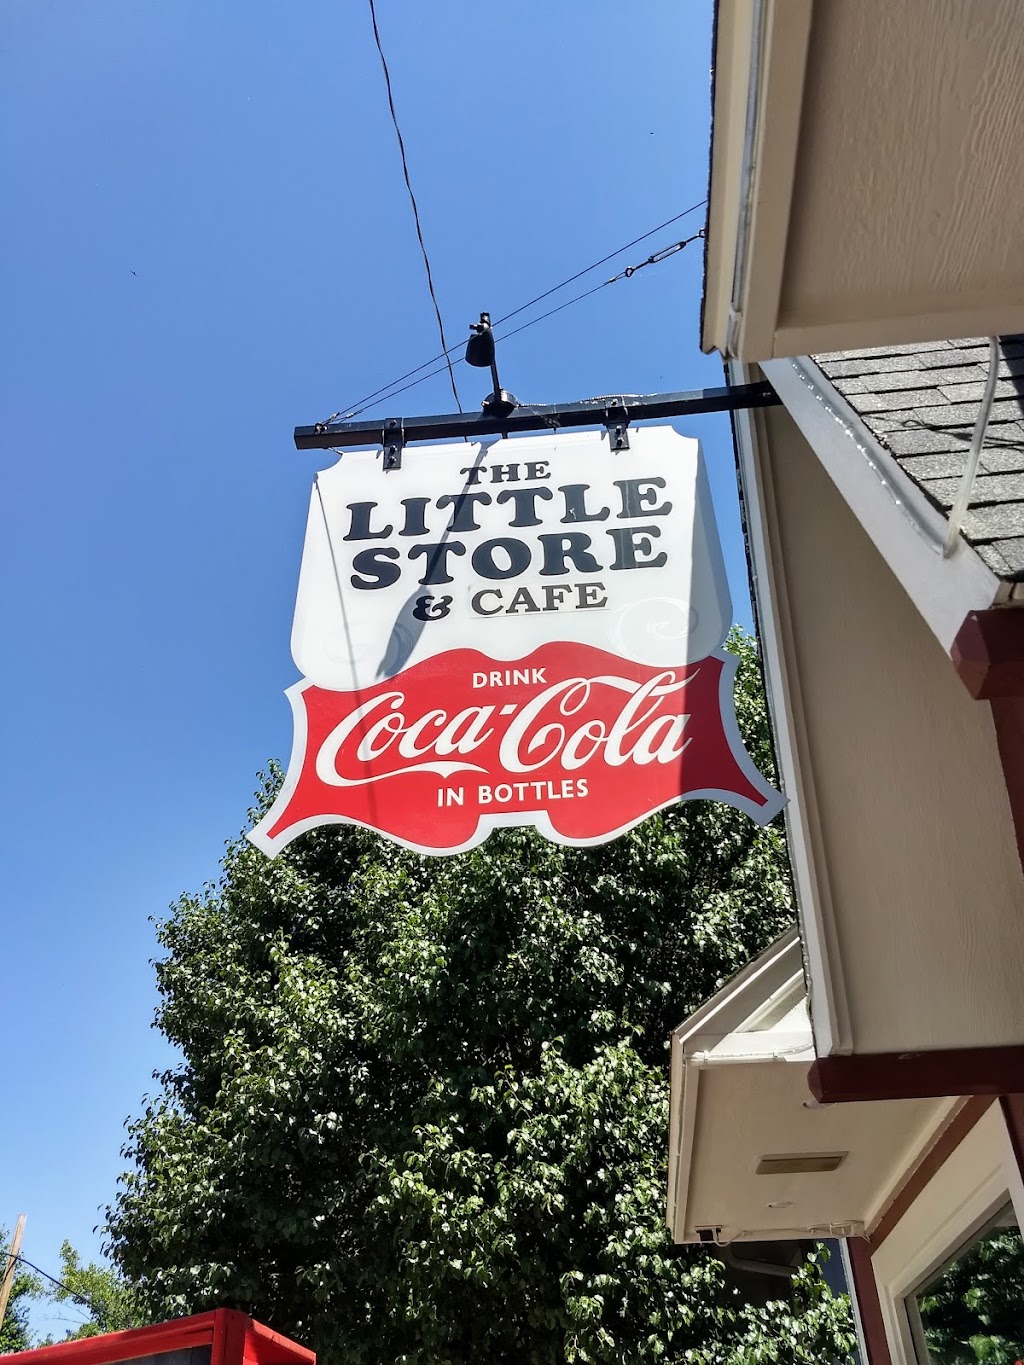 THE
LITTLE
STORE
& CAFE
DRINK
Coca-Cola
IN BOTTLES